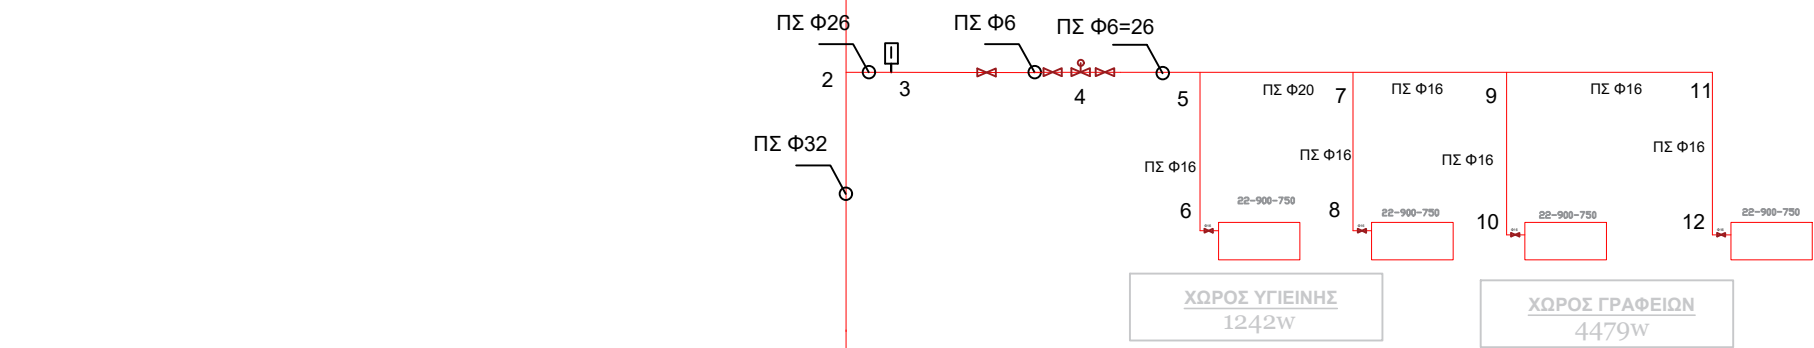 ΠΣ Φ26
ΠΣ Φ6
ΠΣ Φ6=26
2
3
4
5
ΠΣ Φ20
7
ΠΣ Φ16
9
ΠΣ Φ16
11
ΠΣ Φ32
ΠΣ Φ16
ΠΣ Φ16
ΠΣ Φ16
ΠΣ Φ16
6
22-900-750
8
22-900-750
10
22-900-750
12
22-900-750
ΧΩΡΟΣ ΥΓΙΕΙΝΗΣ
1242w
ΧΩΡΟΣ ΓΡΑΦΕΙΩΝ
4479w